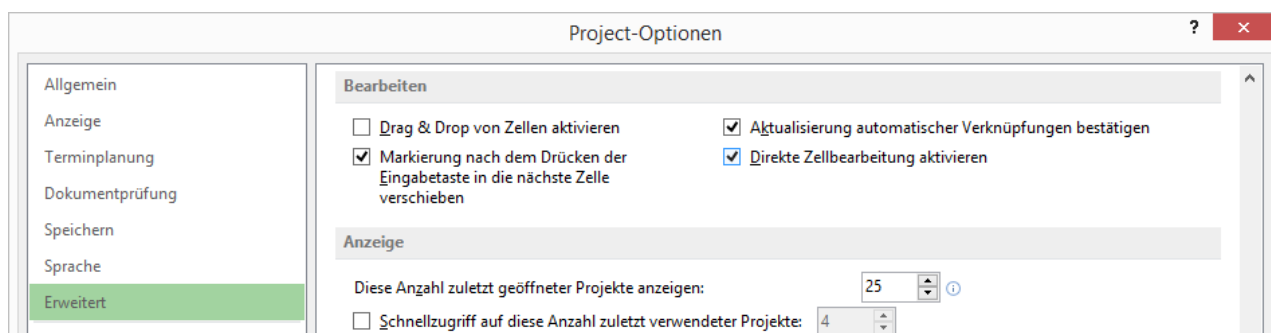 Project-Optionen
?
Allgemein
Anzeige
Terminplanung
Dokumentprüfung
Speichern
Sprache
Erweitert
Bearbeiten
Drag & Drop von Zellen aktivieren
Markierung nach dem Drücken der
Eingabetaste in die nächste Zelle
verschieben
Aktualisierung automatischer Verknüpfungen bestätigen
Direkte Zellbearbeitung aktivieren
Anzeige
Diese Anzahl zuletzt geöffneter Projekte anzeigen: 25
Schnellzugriff auf diese Anzahl zuletzt verwendeter Projekte: 4